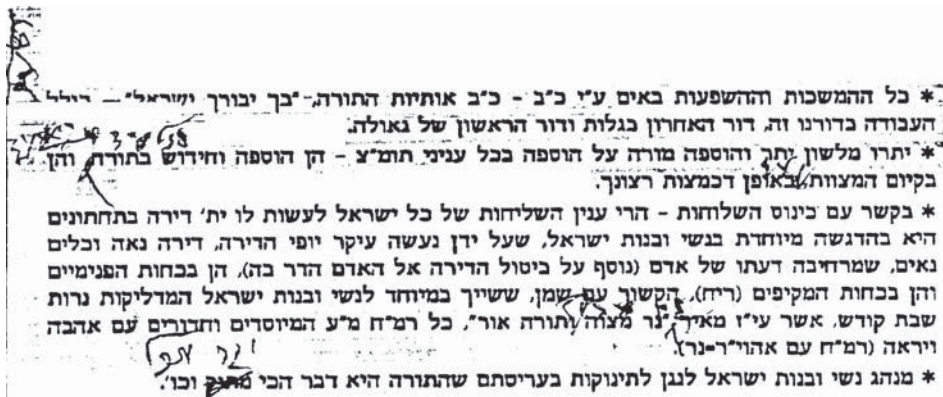 * כל ההמשכות וההשפעות באים ע״י כ״ב - כ״ב אותיות התורה, ״בך יבורך ישראל״ – כולל
העבודה בדורנו זה, דור האחרון בגלות ודור הראשון של גאולה.
* יתרו מלשון יתר והוספה מורה על הוספה בכל עניני תומ״צ - הן הוספה וחידוש בתורה, והן
בקיום המצוות, באופן דכמצות רצונך.
* בקשר עם כינוס השלוחות - הרי ענין השליחות של כל ישראל לעשות לו ית׳ דירה בתחתונים
היא בהדגשה מיוחדת בנשי ובנות ישראל, שעל ידן נעשה עיקר יופי הדירה, דירה נאה וכלים
נאים, שמרחיבה דעתו של אדם (נוסף על ביטול הדירה אל האדם הדר בה), הן בכחות הפנימיים
והן בכחות המקיפים (ריח), הקשור עם שמן, ששייך במיוחד לנשי ובנות ישראל המדליקות נרות
שבת קודש, אשר עי״ז מאיר ״נר מצוה ותורה אור״, כל רמ״ח מ״ע המיוסדים וחדורים עם אהבה
ויראה (רמ״ח עם אהוי״ר=נר).
* מנהג נשי ובנות ישראל לנגן לתינוקות בעריסתם שהתורה היא דבר הכי מתוק וכו׳.